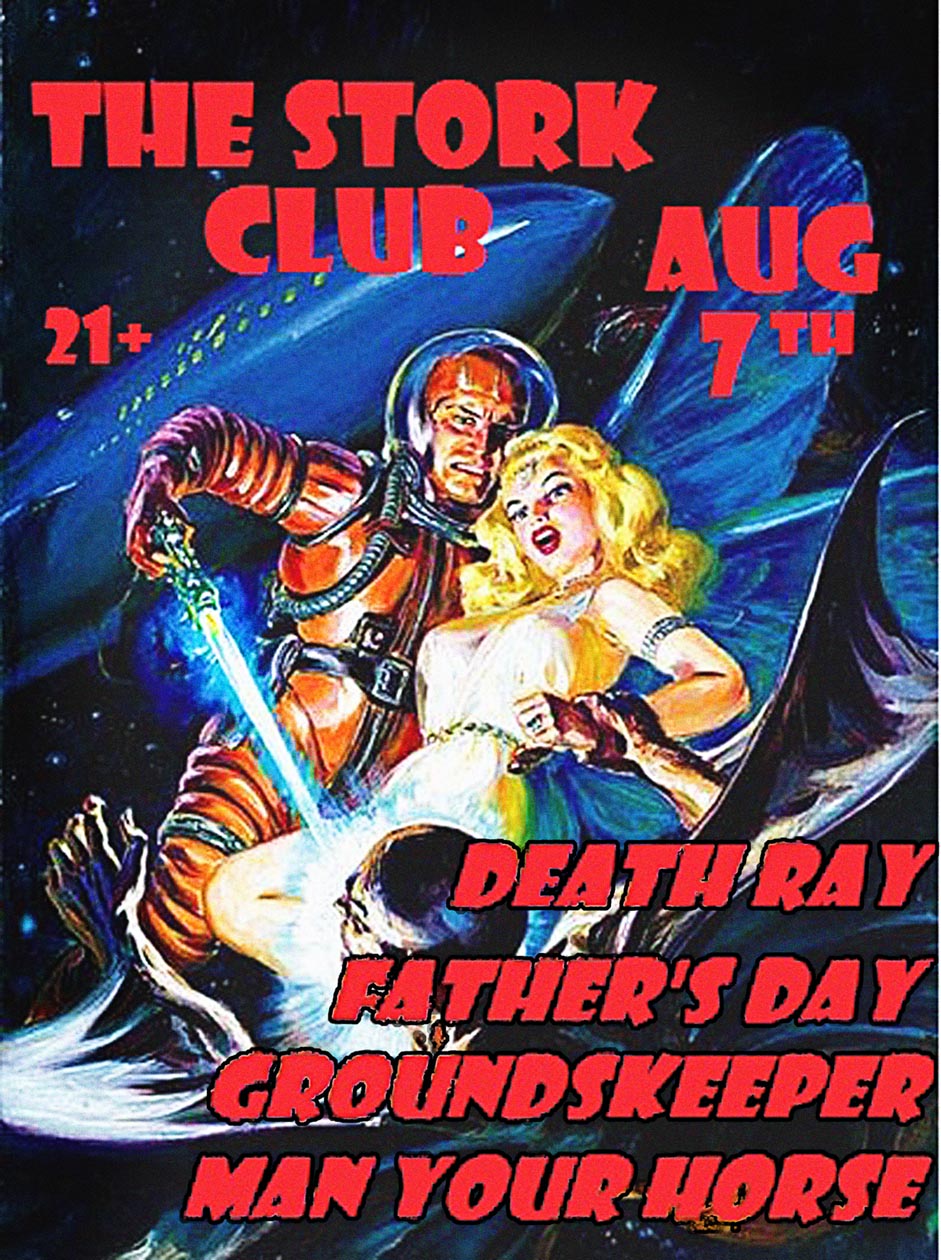 THE STORK
CLUB
AUG
7TH
21+
DEATH RAY
FATHER'S DAY
GROUNDSKEEPER
MAN YOUR HORSE